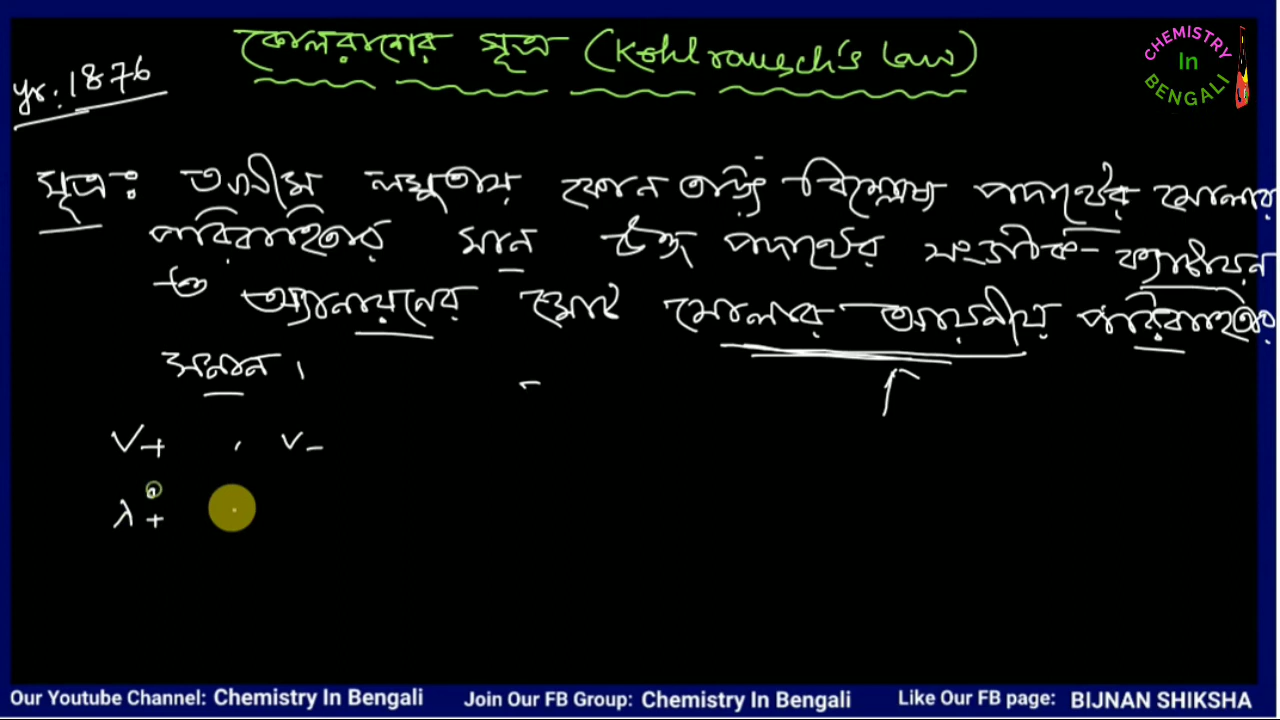 কোলরাশের সূত্র (Kohlrausch's law)
CHEMISTRY
In
BENGALI
yr: 1876
সূত্র: অসীম লঘুতায় কোন তড়িৎ বিশ্লেষ্য পদার্থের মোলার
পরিবাহিতার মান উক্ত পদার্থের সংশ্লিষ্ট ক্যাটায়ন
ও অ্যানায়নের মোট মোলার আয়নীয় পরিবাহিতার
সমান ।
V+ , V-
λ°+
Our Youtube Channel: Chemistry In Bengali Join Our FB Group: Chemistry In Bengali Like Our FB page: BIJNAN SHIKSHA